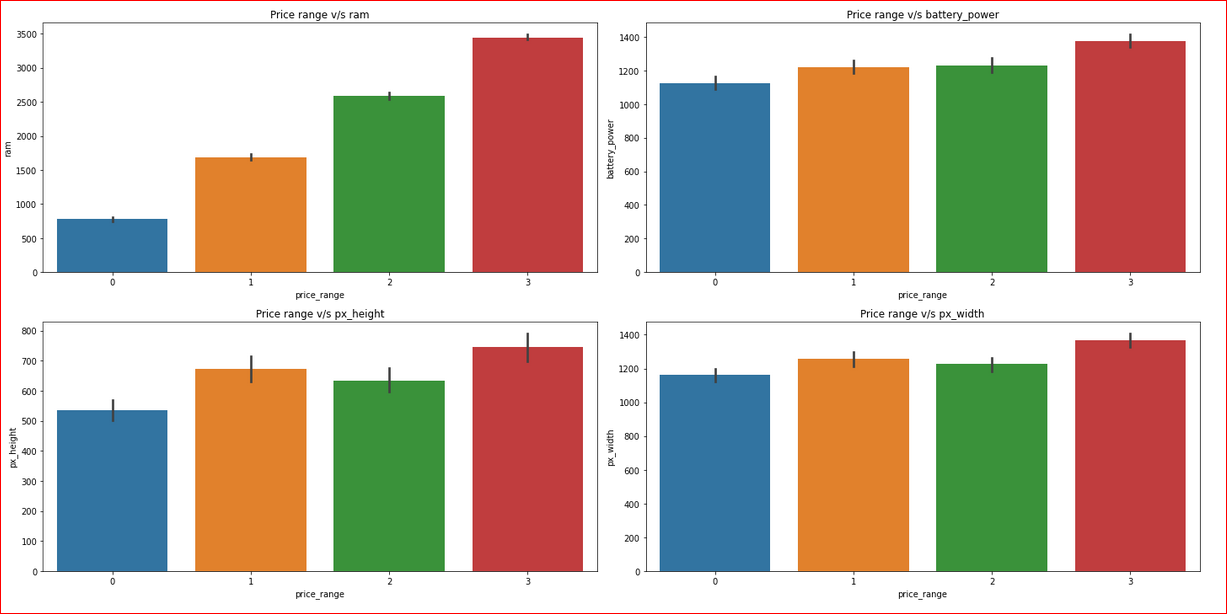 Price range v/s ram
3500
3000
2500
2000
1500
1000
500
0
ram
0 1 2 3
price_range
Price range v/s battery_power
1400
1200
1000
800
600
400
200
0
battery_power
0 1 2 3
price_range
Price range v/s px_height
800
700
600
500
400
300
200
100
0
px_height
0 1 2 3
price_range
Price range v/s px_width
1400
1200
1000
800
600
400
200
0
px_width
0 1 2 3
price_range